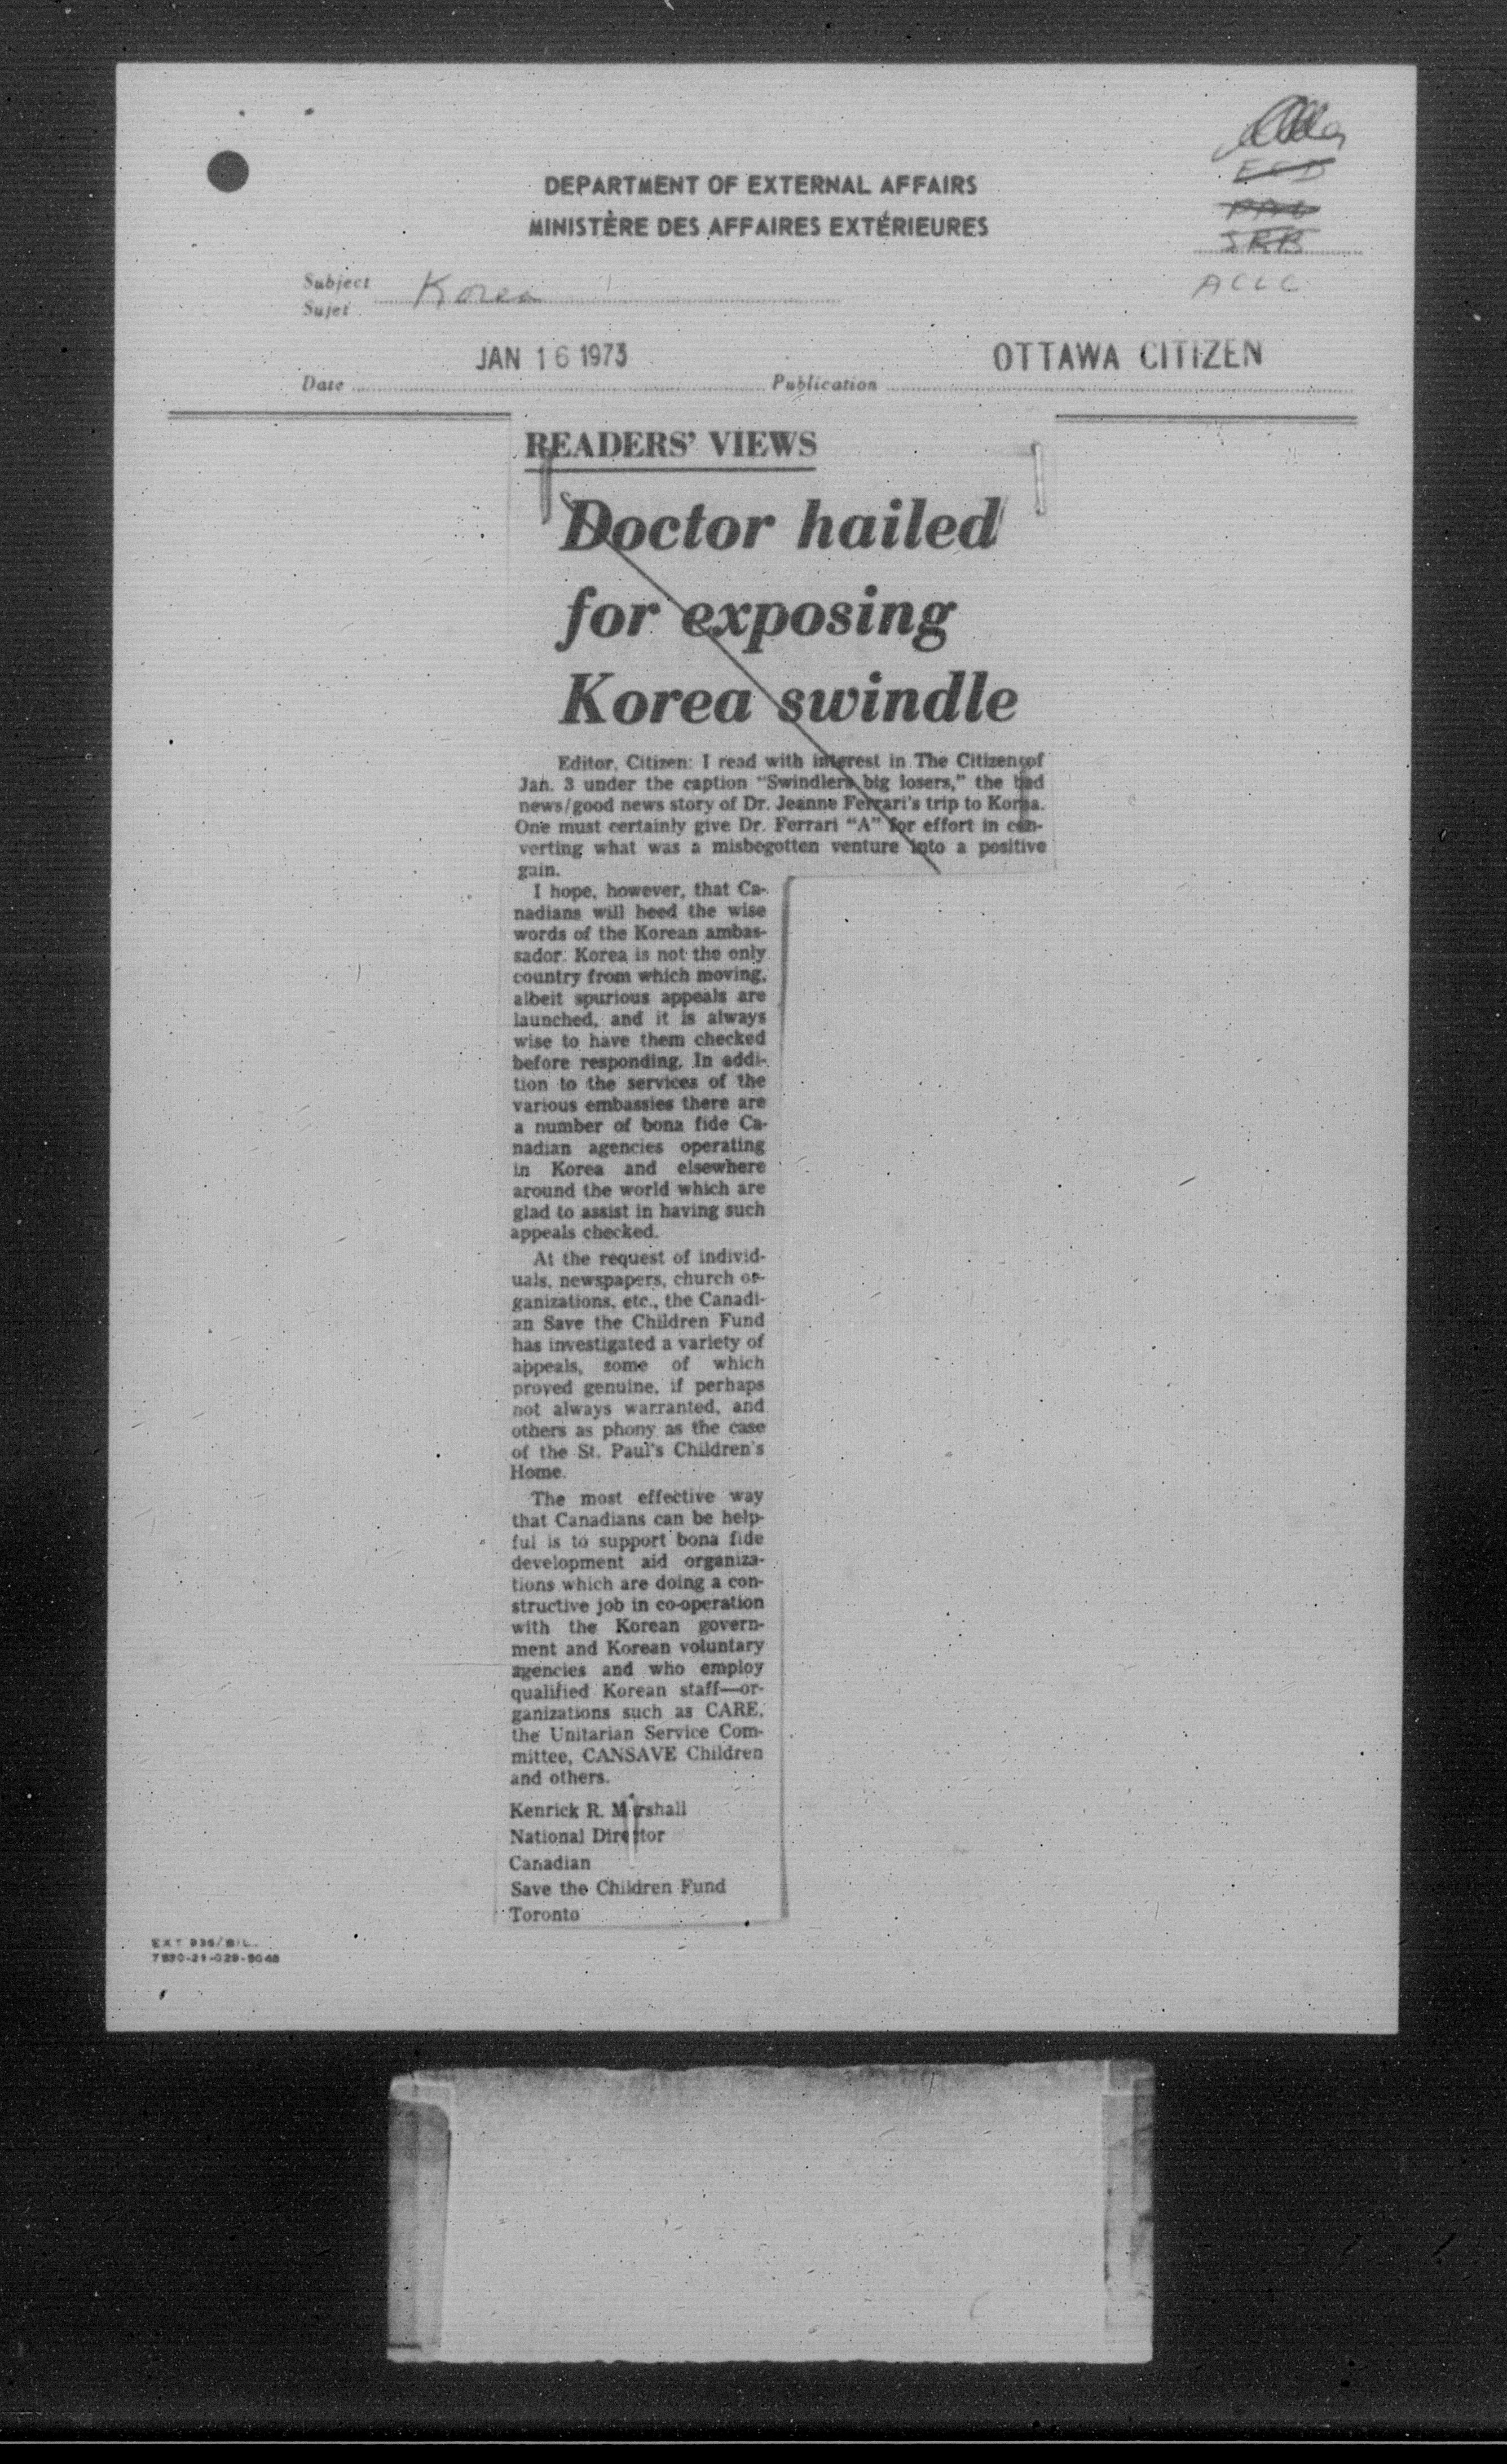 DEPARTMENT OF EXTERNAL AFFAIRS
MINISTÈRE DES AFFAIRES EXTÉRIEURES
Subject
Sujet
Korea
ACLC
JAN 16 1973
OTTAWA CITIZEN
Date
Publication
READERS' VIEWS
Doctor hailed
for exposing
Korea swindle
Editor, Citizen: I read with interest in The Citizen of
Jan. 3 under the caption "Swindlers big losers," the bad
news/good news story of Dr. Jeanne Ferrari's trip to Korea.
One must certainly give Dr. Ferrari "A" for effort in con-
verting what was a misbegotten venture into a positive
gain.
I hope, however, that Ca-
nadians will heed the wise
words of the Korean ambas-
sador. Korea is not the only
country from which moving,
albeit spurious appeals are
launched, and it is always
wise to have them checked
before responding. In addi-
tion to the services of the
various embassies there are
a number of bona fide Ca-
nadian agencies operating
in Korea and elsewhere
around the world which are
glad to assist in having such
appeals checked.
At the request of individ-
uals, newspapers, church or-
ganizations, etc., the Canadi-
an Save the Children Fund
has investigated a variety of
appeals, some of which
proved genuine, if perhaps
not always warranted, and
others as phony as the case
of the St. Paul's Children's
Home.
The most effective way
that Canadians can be help-
ful is to support bona fide
development aid organiza-
tions which are doing a con-
structive job in co-operation
with the Korean govern-
ment and Korean voluntary
agencies and who employ
qualified Korean staff—or-
ganizations such as CARE,
the Unitarian Service Com-
mittee, CANSAVE Children
and others.
Kenrick R. Marshall
National Director
Canadian
Save the Children Fund
Toronto